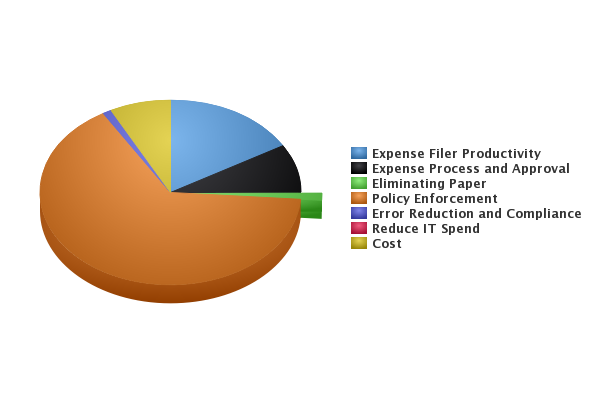 Expense Filer Productivity
Expense Process and Approval
Eliminating Paper
Policy Enforcement
Error Reduction and Compliance
Reduce IT Spend
Cost